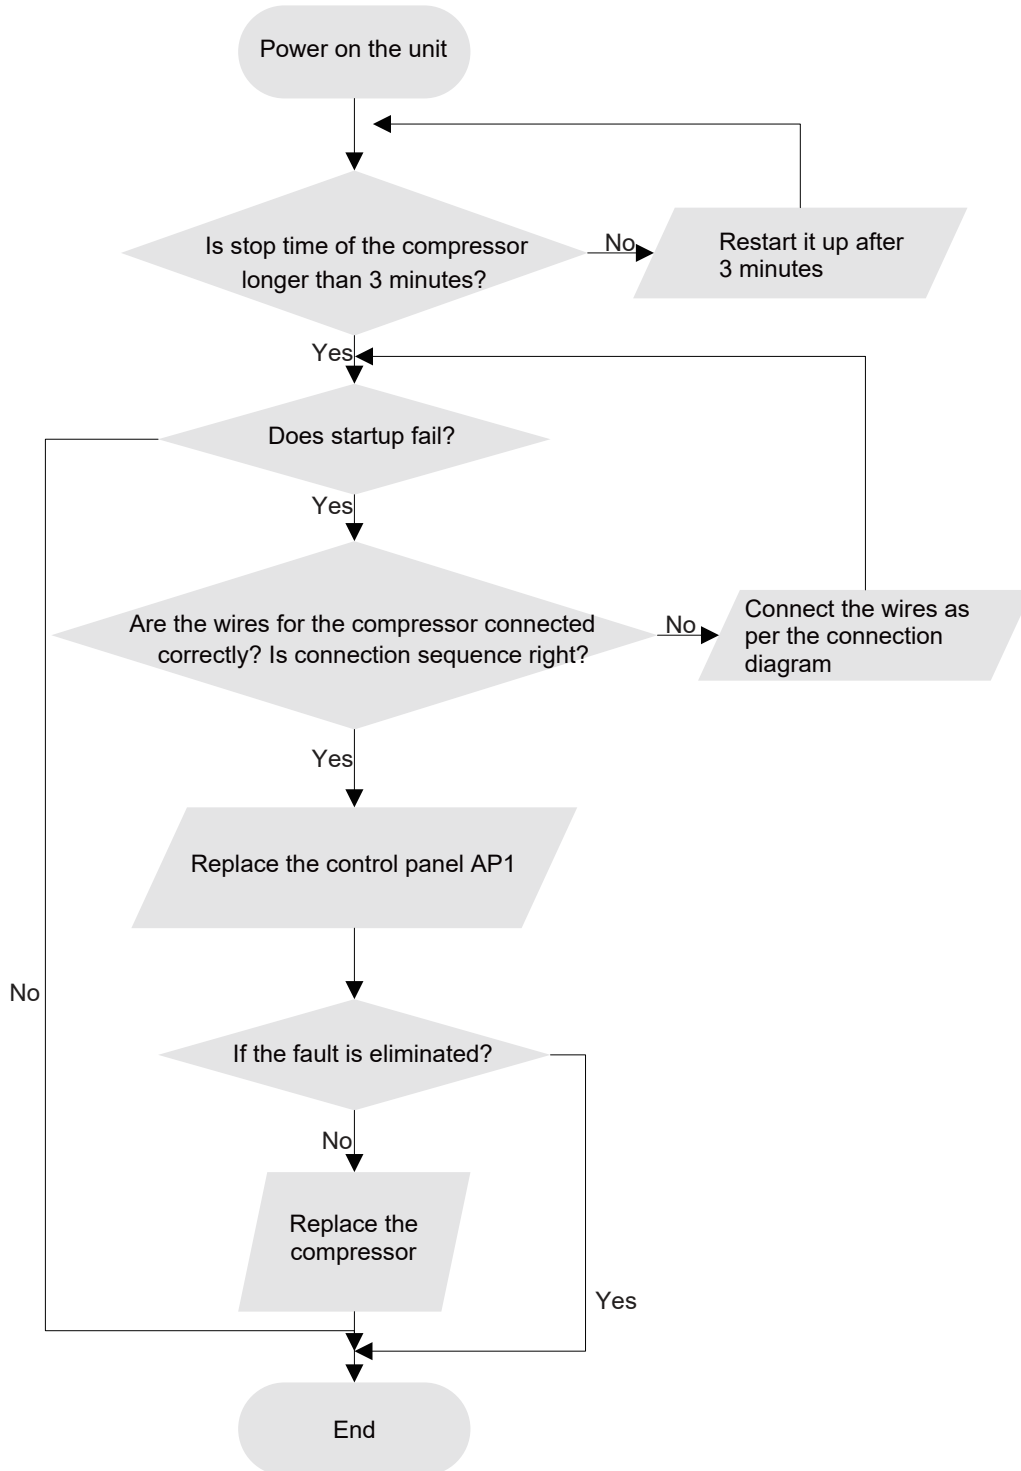 Power on the unit
Is stop time of the compressor
longer than 3 minutes?
No
Restart it up after
3 minutes
Yes
Does startup fail?
Yes
Are the wires for the compressor connected
correctly? Is connection sequence right?
No
Connect the wires as
per the connection
diagram
Yes
Replace the control panel AP1
No
If the fault is eliminated?
No
Replace the
compressor
Yes
End